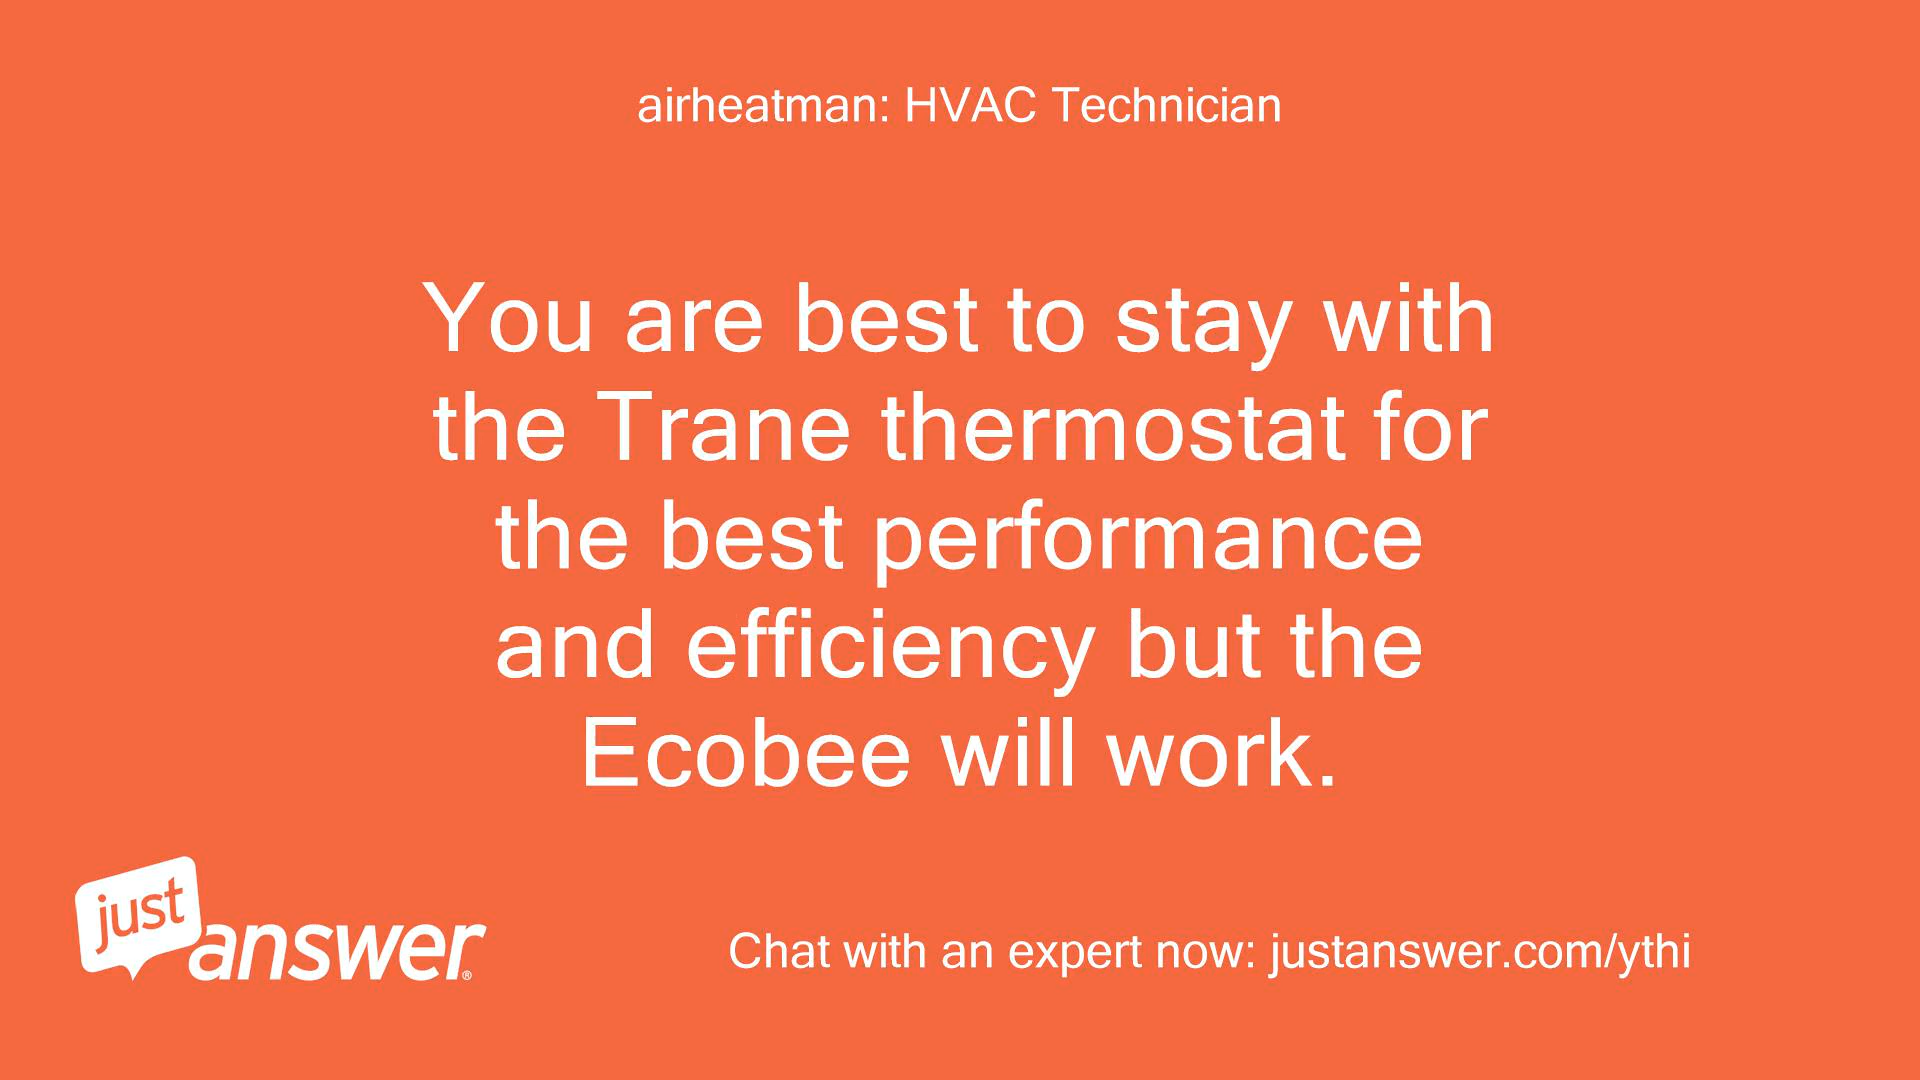 airheatman: HVAC Technician
You are best to stay with
the Trane thermostat for
the best performance
and efficiency but the
Ecobee will work.
just
answer®
Chat with an expert now: justanswer.com/ythi